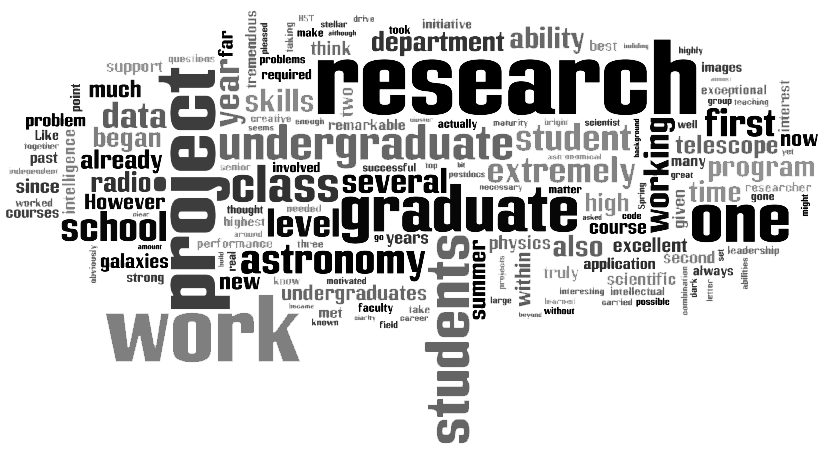 HST
stellar
drive
took
initiative
although
make
pleased
taking
tremendous
far
think
department
ability
best
building
highly
support
questions
problems
required
research
images
much
point
year
skills
two
exceptional
group
teaching
interest
data
creative
enough
remarkable
actually
maturity
origin
scientist
background
well
first
problem
Like
together
began
seems
undergraduate
student
telescope
now
yet
past
independent
intelligence
already
senior
involved
successful
top
bit
postdocs
extremely
astronomical
working
many
great
program
since
radio
project
class
several
necessary
matter
worked
courses
However
clear
thought
needed
graduate
high
Spring
given
time
researcher
gone
might
school
highest
around
level
asked
code
course
one
amount
performance
three
go
years
physics
also
excellent
second
set
leadership
obviously
galaxies
strong
build
real
astronomy
students
summer
projects
within
truly
application
scientific
combination
dark
always
letter
abilities
new
know
motivated
undergraduates
large
interesting
intellectual
work
became
met
known
faculty
clarity
field
take
career
beyond
learned
without
carried
possible